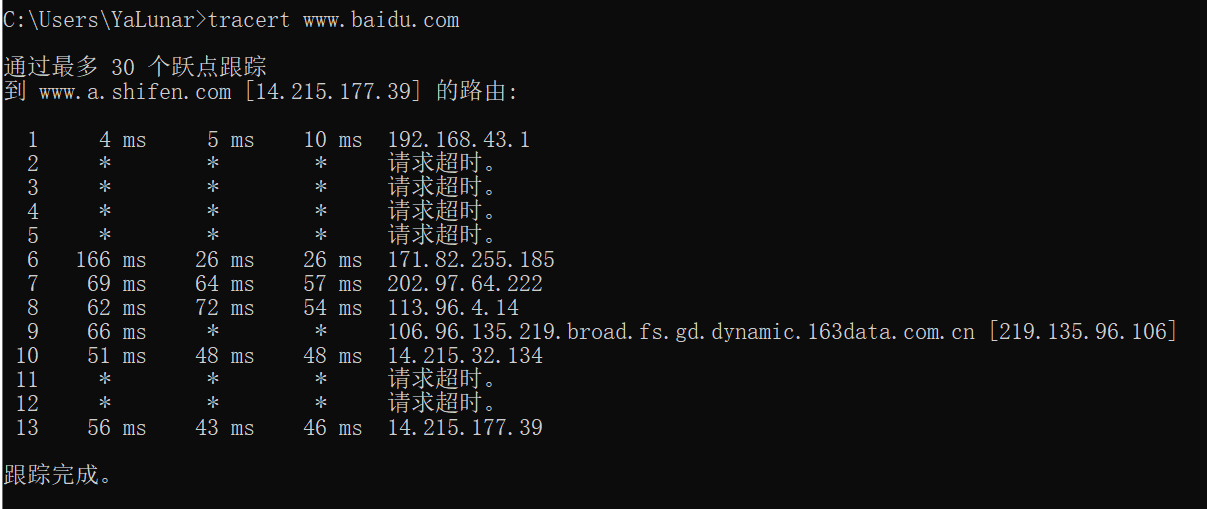 C:\Users\YaLunar>tracert www.baidu.com
通过最多 30 个跃点跟踪
到 www.a.shifen.com [14.215.177.39] 的路由:
1 4 ms 5 ms 10 ms 192.168.43.1
2 * * * 请求超时。
3 * * * 请求超时。
4 * * * 请求超时。
5 * * * 请求超时。
6 166 ms 26 ms 26 ms 171.82.255.185
7 69 ms 64 ms 57 ms 202.97.64.222
8 62 ms 72 ms 54 ms 113.96.4.14
9 66 ms * * 106.96.135.219.broad.fs.gd.dynamic.163data.com.cn [219.135.96.106]
10 51 ms 48 ms 48 ms 14.215.32.134
11 * * * 请求超时。
12 * * * 请求超时。
13 56 ms 43 ms 46 ms 14.215.177.39
跟踪完成。